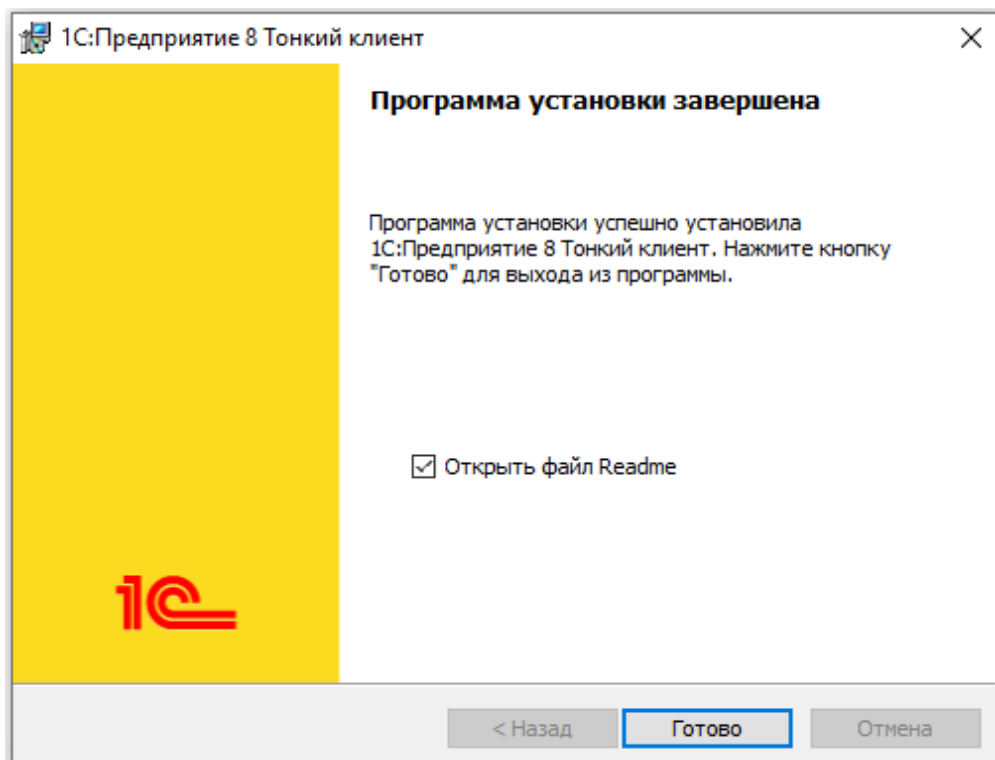 1С:Предприятие 8 Тонкий клиент
Программа установки завершена
Программа установки успешно установила
1С:Предприятие 8 Тонкий клиент. Нажмите кнопку
"Готово" для выхода из программы.
Открыть файл Readme
1С
< Назад
Готово
Отмена